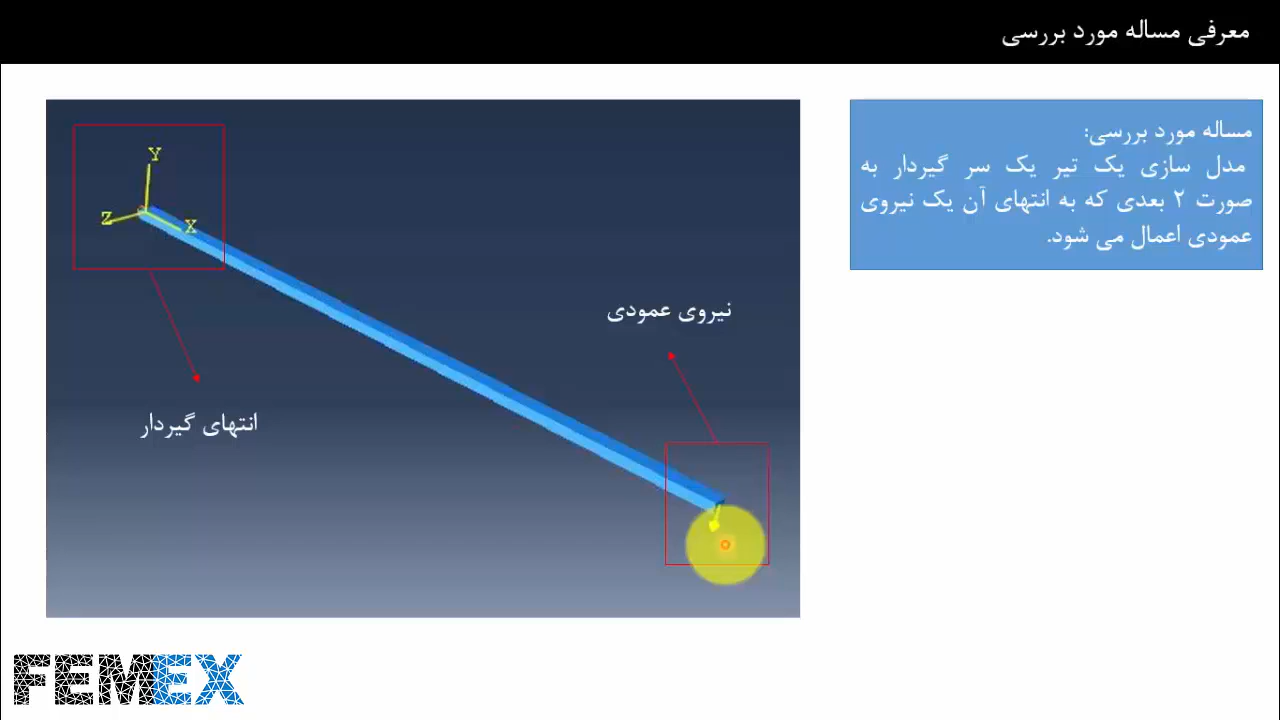 معرفی مساله مورد بررسی
مساله مورد بررسی:
مدل سازی یک تیر یک سر گیردار به
صورت ۲ بعدی که به انتهای آن یک نیروی
عمودی اعمال می شود.
Y
Z
X
نیروی عمودی
انتهای گیردار
FEMEX